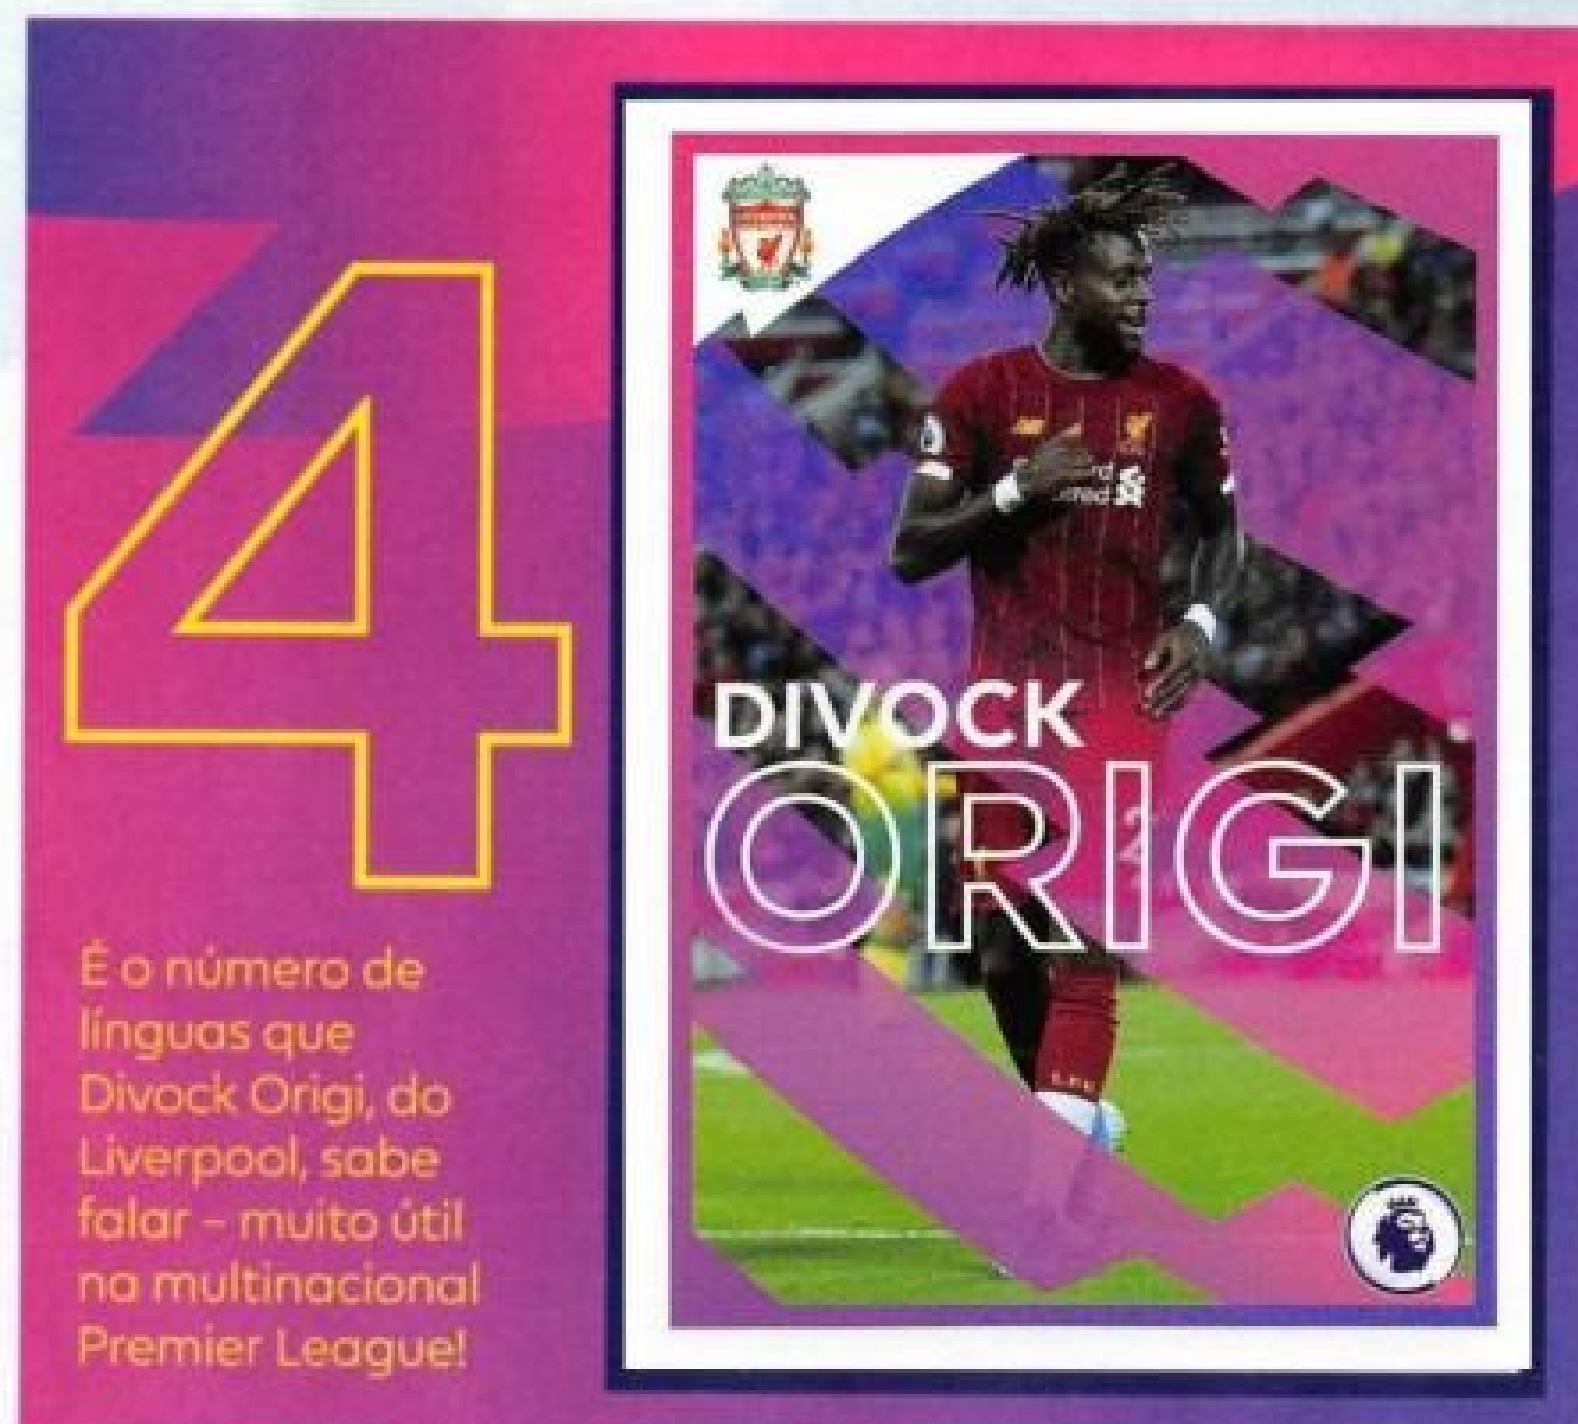 4
É o número de
línguas que
Divock Origi, do
Liverpool, sabe
falar – muito útil
na multinacional
Premier League!
DIVOCK
ORIGI